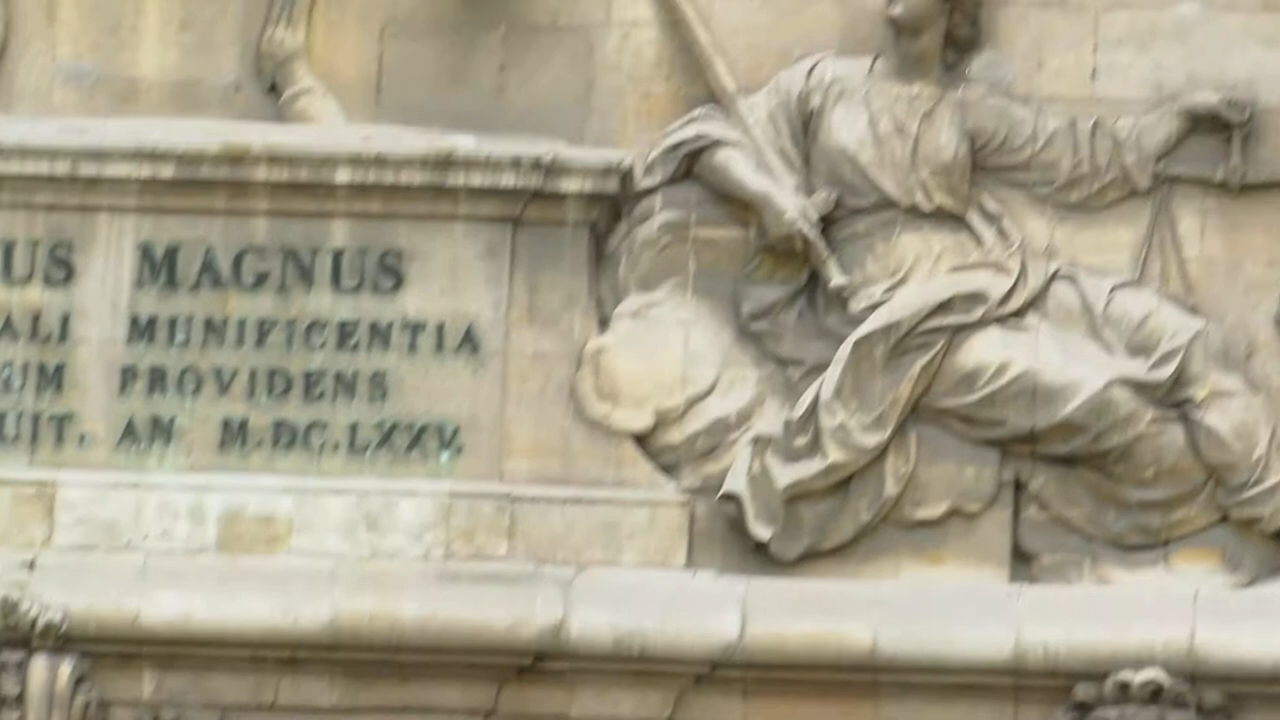 US MAGNUS
ALI MUNIFICENTIA
UM PROVIDENS
UIT. AN M.DC.LXXV.